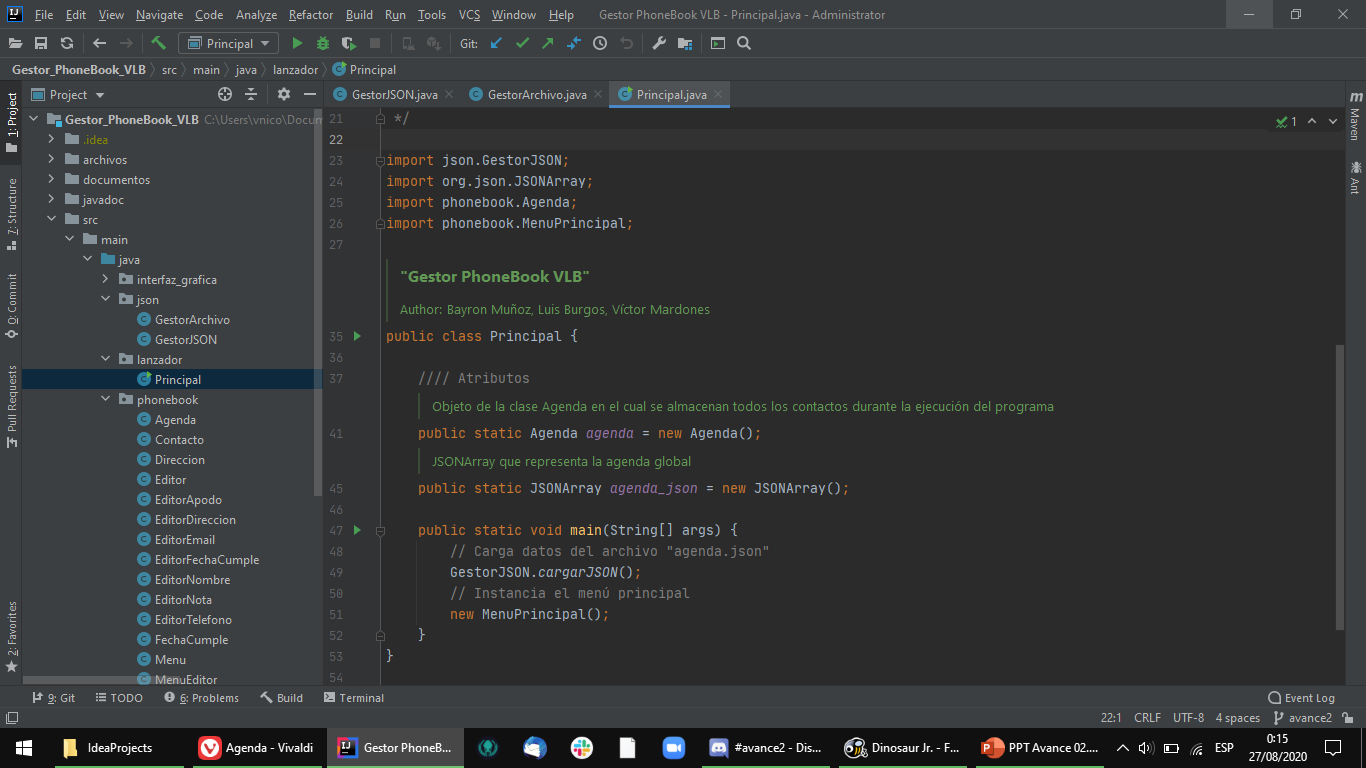 File Edit View Navigate Code Analyze Refactor Build Run Tools VCS Window Help Gestor PhoneBook VLB - Principal.java - Administrator
Principal Git:
Gestor_PhoneBook_VLB src main java lanzador Principal
Project
GestorJSON.java GestorArchivo.java Principal.java
1: Project
7: Structure
0: Commit
Pull Requests
2: Favorites
Gestor_PhoneBook_VLB C:\Users\vnico\Docum
.idea
archivos
documentos
javadoc
src
main
java
interfaz_grafica
json
GestorArchivo
GestorJSON
lanzador
Principal
phonebook
Agenda
Contacto
Direccion
Editor
EditorApodo
EditorDireccion
EditorEmail
EditorFechaCumple
EditorNombre
EditorNota
EditorTelefono
FechaCumple
Menu
MenuEditor
21 */
1
22
23 import json.GestorJSON;
24 import org.json.JSONArray;
25 import phonebook.Agenda;
26 import phonebook.MenuPrincipal;
27
"Gestor PhoneBook VLB"
Author: Bayron Muñoz, Luis Burgos, Víctor Mardones
35 public class Principal {
36
37 //// Atributos
Objeto de la clase Agenda en el cual se almacenan todos los contactos durante la ejecución del programa
41 public static Agenda agenda = new Agenda();
JSONArray que representa la agenda global
45 public static JSONArray agenda_json = new JSONArray();
46
47 public static void main(String[] args) {
48 // Carga datos del archivo "agenda.json"
49 GestorJSON.cargarJSON();
50 // Instancia el menú principal
51 new MenuPrincipal();
52 }
53 }
54
Maven
Ant
9: Git TODO 6: Problems Build Terminal Event Log
22:1 CRLF UTF-8 4 spaces avance2
IdeaProjects Agenda - Vivaldi Gestor PhoneB... #avance2 - Dis... Dinosaur Jr. - F... PPT Avance 02.... ESP 0:15
27/08/2020